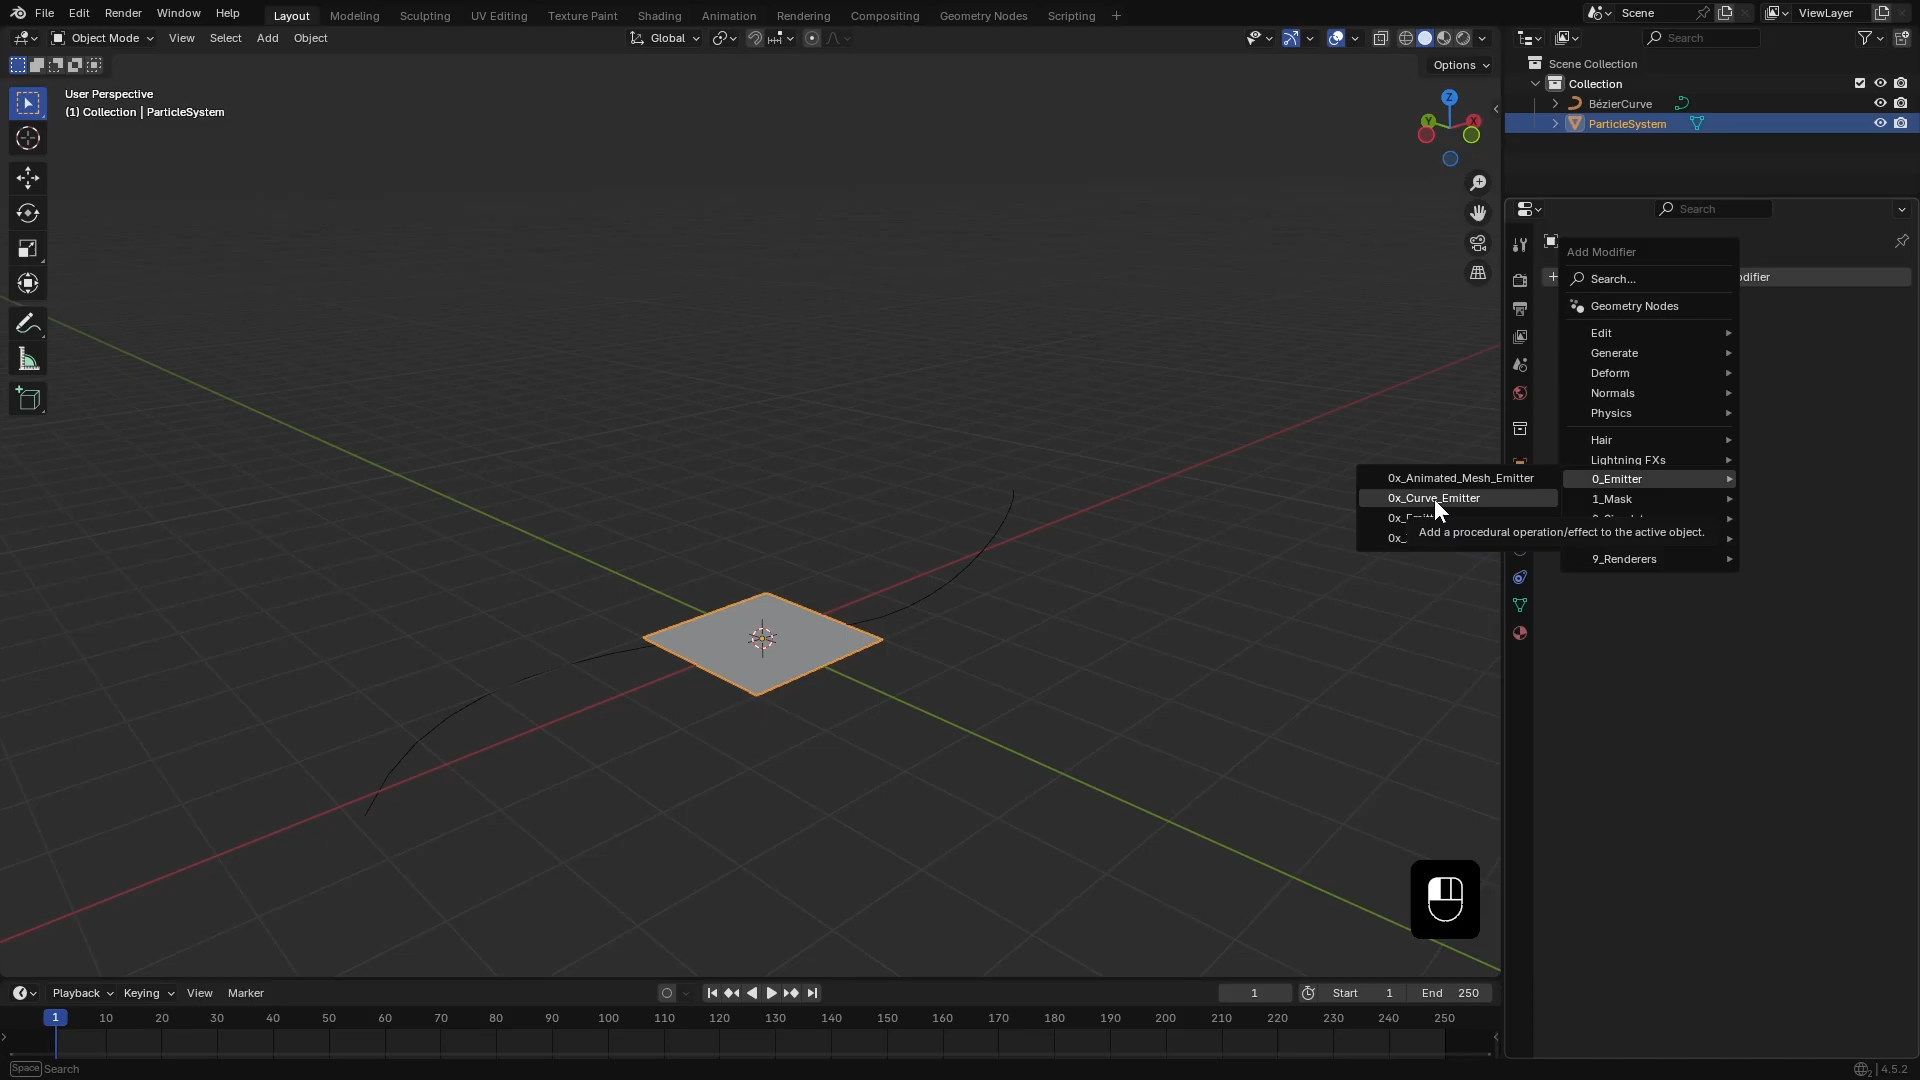 File Edit Render Window Help Layout Modeling Sculpting UV Editing Texture Paint Shading Animation Rendering Compositing Geometry Nodes Scripting + Scene ViewLayer
Object Mode View Select Add Object Global Search
Options
User Perspective
(1) Collection | ParticleSystem
Z
Y
X
Scene Collection
Collection
BézierCurve
ParticleSystem
Search
Add Modifier
Search...
Geometry Nodes
Edit
Generate
Deform
Normals
Physics
Hair
Lightning FXs
0_Emitter
1_Mask
9_Renderers
0x_Animated_Mesh_Emitter
0x_Curve_Emitter
Add a procedural operation/effect to the active object.
Playback Keying View Marker 1 Start 1 End 250
1 10 20 30 40 50 60 70 80 90 100 110 120 130 140 150 160 170 180 190 200 210 220 230 240 250
Space Search 4.5.2